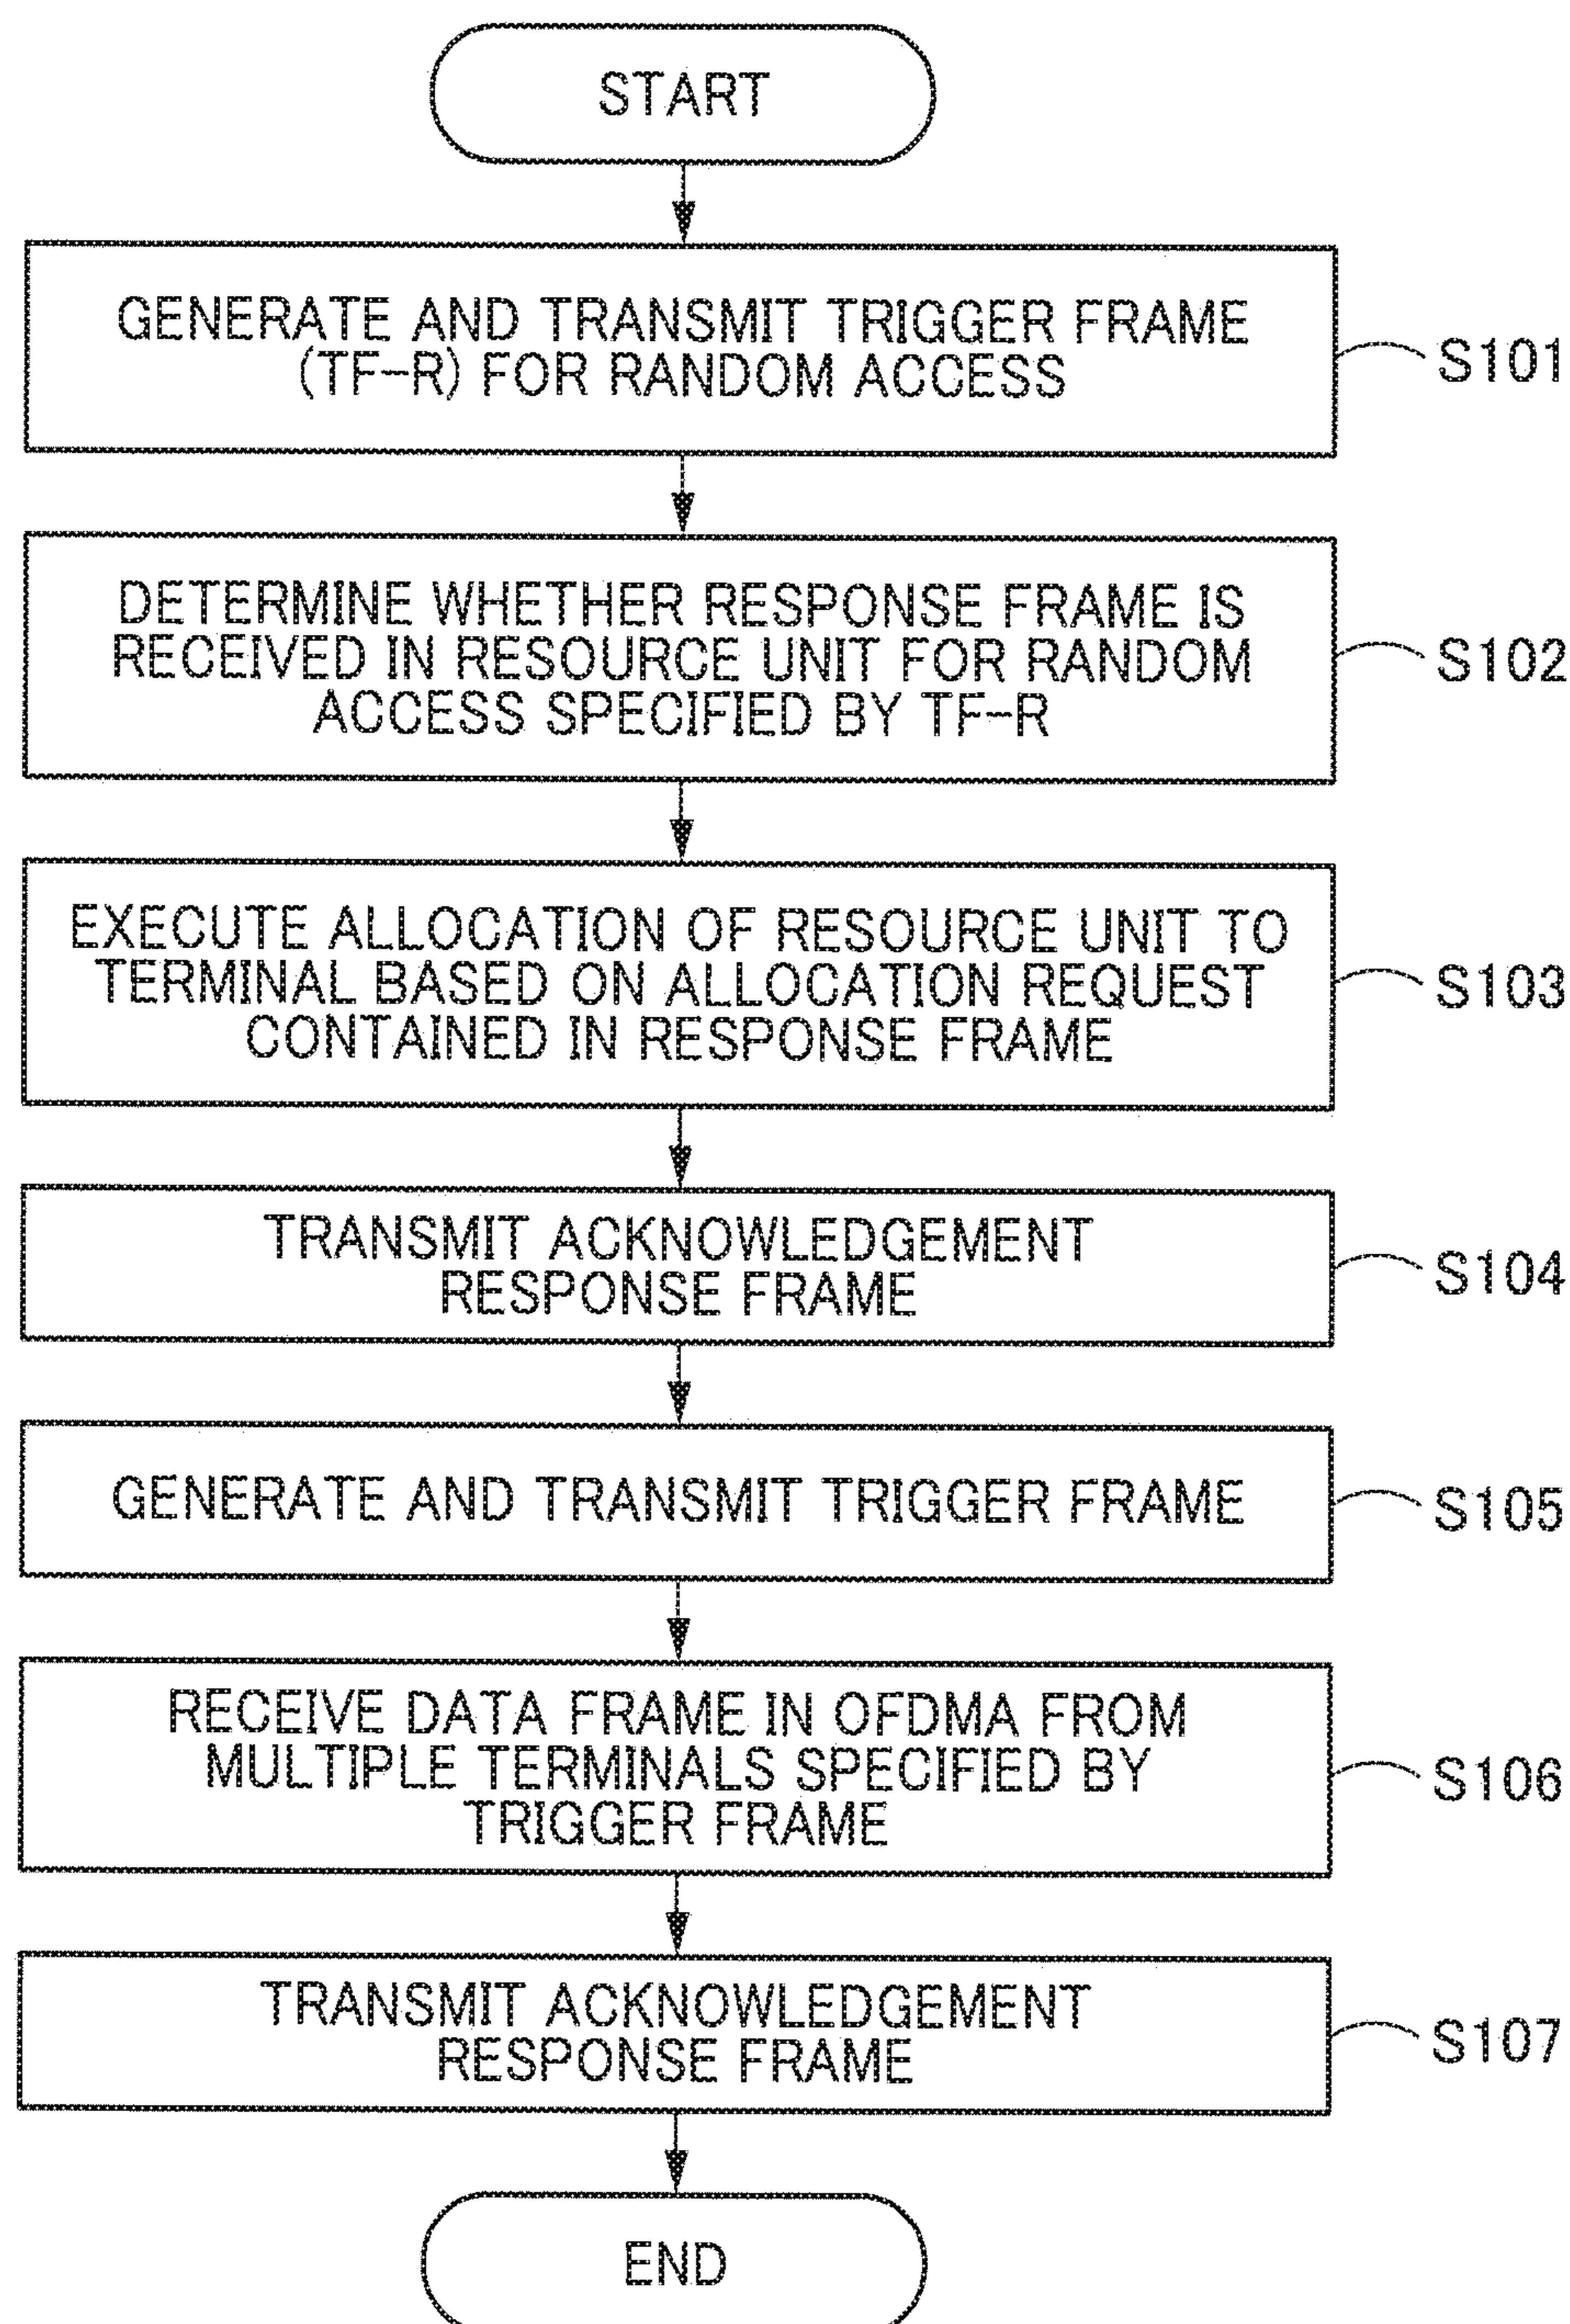 START
GENERATE AND TRANSMIT TRIGGER FRAME
(TF-R) FOR RANDOM ACCESS
S101
DETERMINE WHETHER RESPONSE FRAME IS
RECEIVED IN RESOURCE UNIT FOR RANDOM
ACCESS SPECIFIED BY TF-R
S102
EXECUTE ALLOCATION OF RESOURCE UNIT TO
TERMINAL BASED ON ALLOCATION REQUEST
CONTAINED IN RESPONSE FRAME
S103
TRANSMIT ACKNOWLEDGEMENT
RESPONSE FRAME
S104
GENERATE AND TRANSMIT TRIGGER FRAME
S105
RECEIVE DATA FRAME IN OFDMA FROM
MULTIPLE TERMINALS SPECIFIED BY
TRIGGER FRAME
S106
TRANSMIT ACKNOWLEDGEMENT
RESPONSE FRAME
S107
END